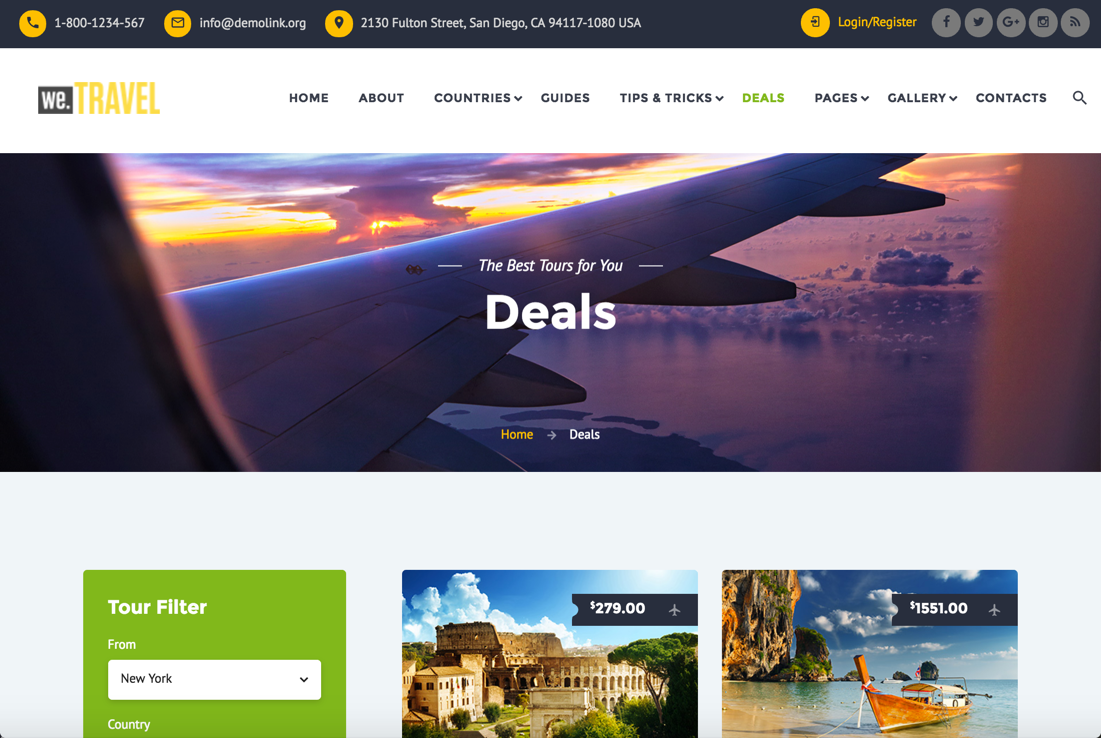 1-800-1234-567 info@demolink.org 2130 Fulton Street, San Diego, CA 94117-1080 USA Login/Register
we.TRAVEL HOME ABOUT COUNTRIES GUIDES TIPS & TRICKS DEALS PAGES GALLERY CONTACTS
The Best Tours for You
Deals
Home Deals
Tour Filter
From
New York
Country
$279.00
$1551.00